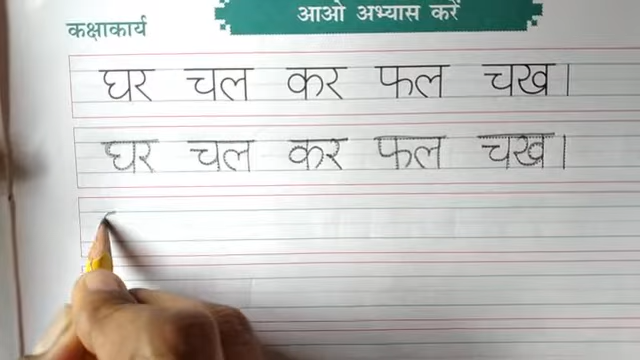 आओ अभ्यास करें
कक्षाकार्य
घर चल कर फल चख।
घर चल कर फल चख।